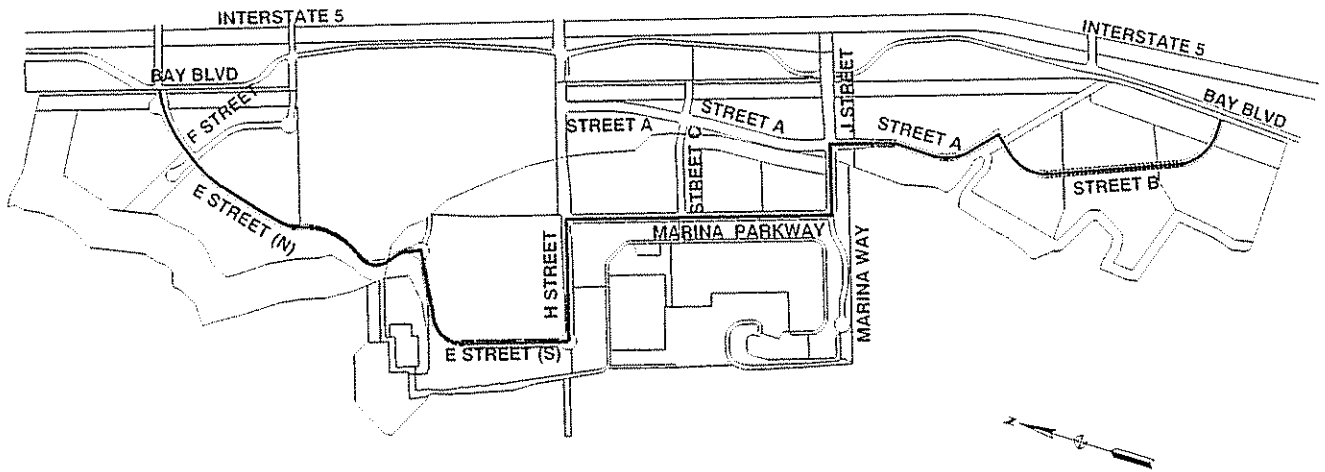 INTERSTATE 5
INTERSTATE 5
BAY BLVD
F STREET
J STREET
BAY BLVD
STREET A
STREET A
STREET A
STREET C
STREET B
E STREET (N)
MARINA PARKWAY
H STREET
MARINA WAY
E STREET (S)
N